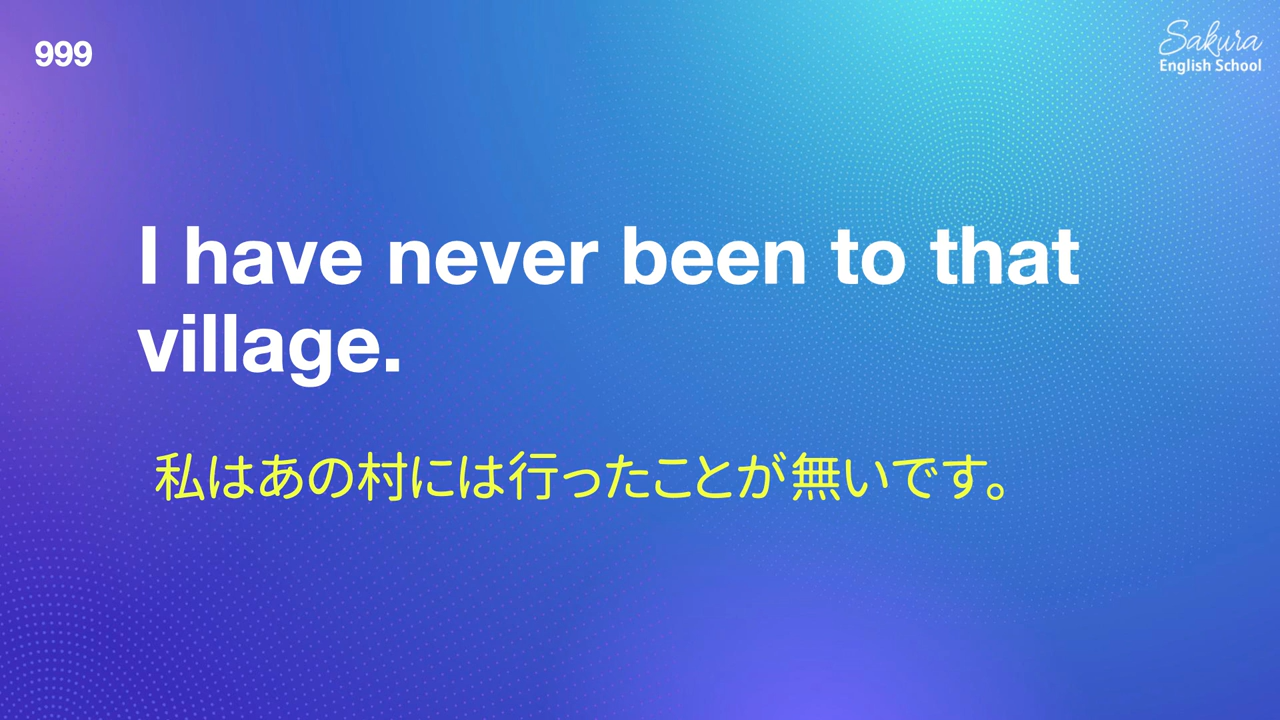 999
Sakura
English School
I have never been to that
village.
私はあの村には行ったことが無いです。